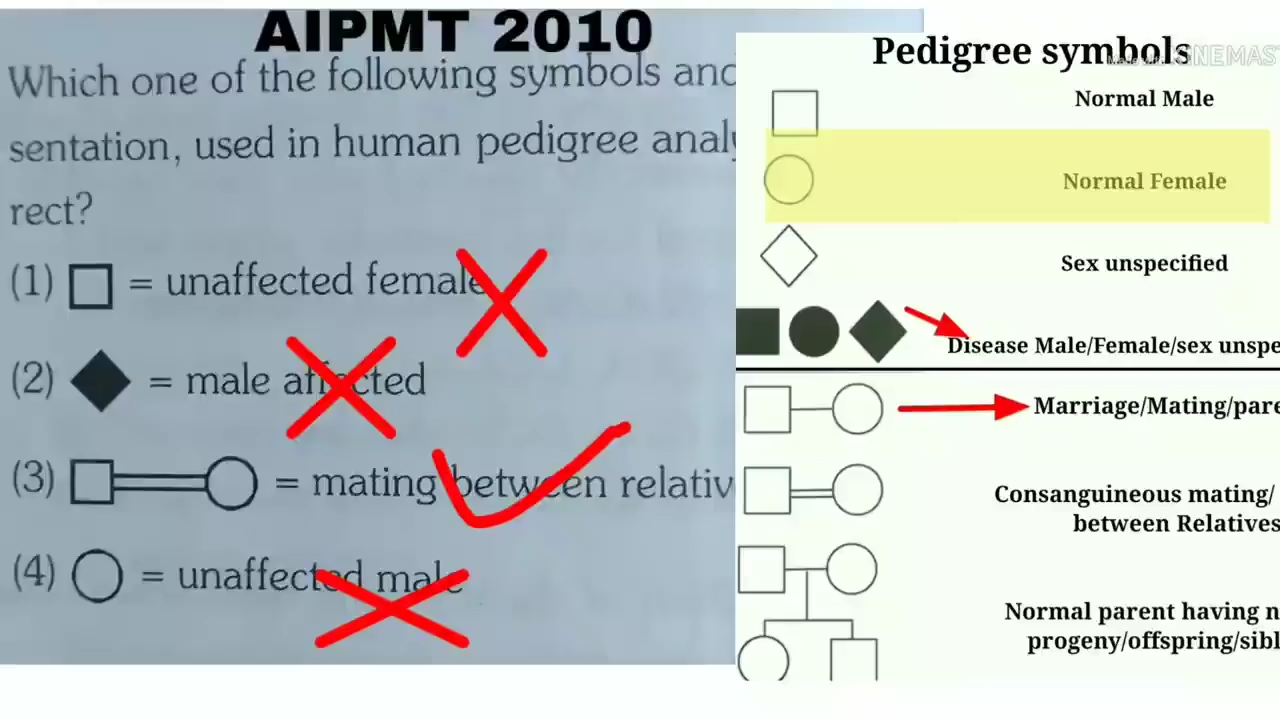 AIPMT 2010
Which one of the following symbols and
sentation, used in human pedigree anal
rect?
(1) = unaffected female
(2) = male affected
(3) = mating between relativ
(4) = unaffected male
Pedigree symbols
KINEMAS
Normal Male
Normal Female
Sex unspecified
Disease Male/Female/sex unspe
Marriage/Mating/pare
Consanguineous mating/
between Relatives
Normal parent having n
progeny/offspring/sibl